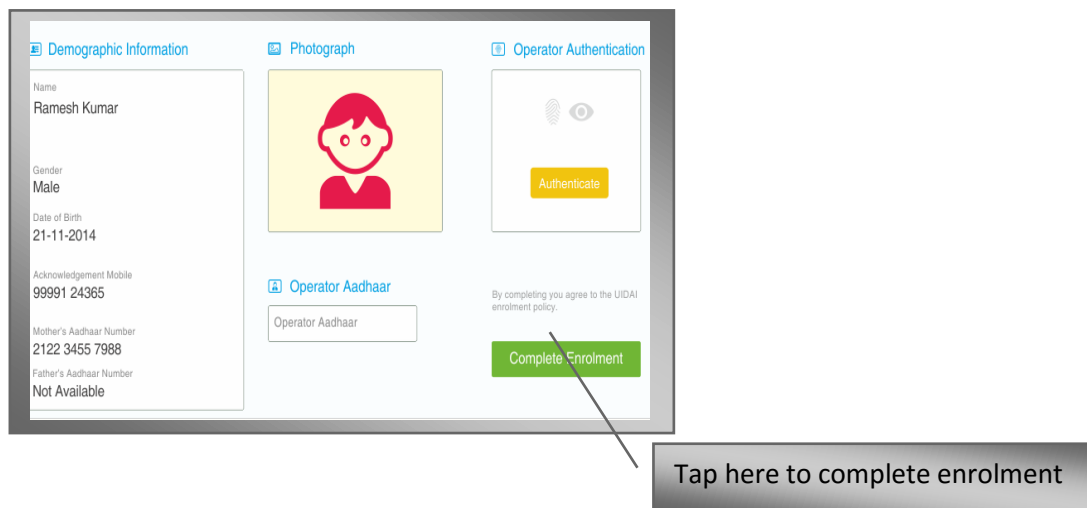 Demographic Information
Name
Ramesh Kumar
Gender
Male
Date of Birth
21-11-2014
Acknowledgement Mobile
99991 24365
Mother's Aadhaar Number
2122 3455 7988
Father's Aadhaar Number
Not Available
Photograph
Operator Aadhaar
Operator Aadhaar
Operator Authentication
Authenticate
By completing you agree to the UIDAI
enrolment policy.
Complete Enrolment
Tap here to complete enrolment